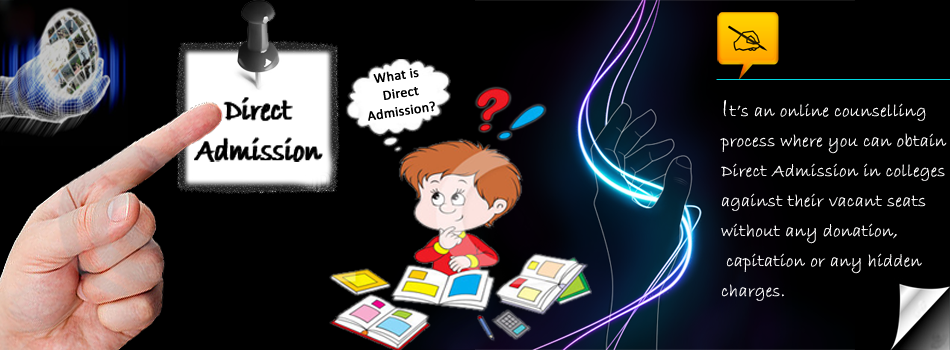 Direct
Admission
What is
Direct
Admission?
It's an online counselling
process where you can obtain
Direct Admission in colleges
against their vacant seats
without any donation,
capitation or any hidden
charges.